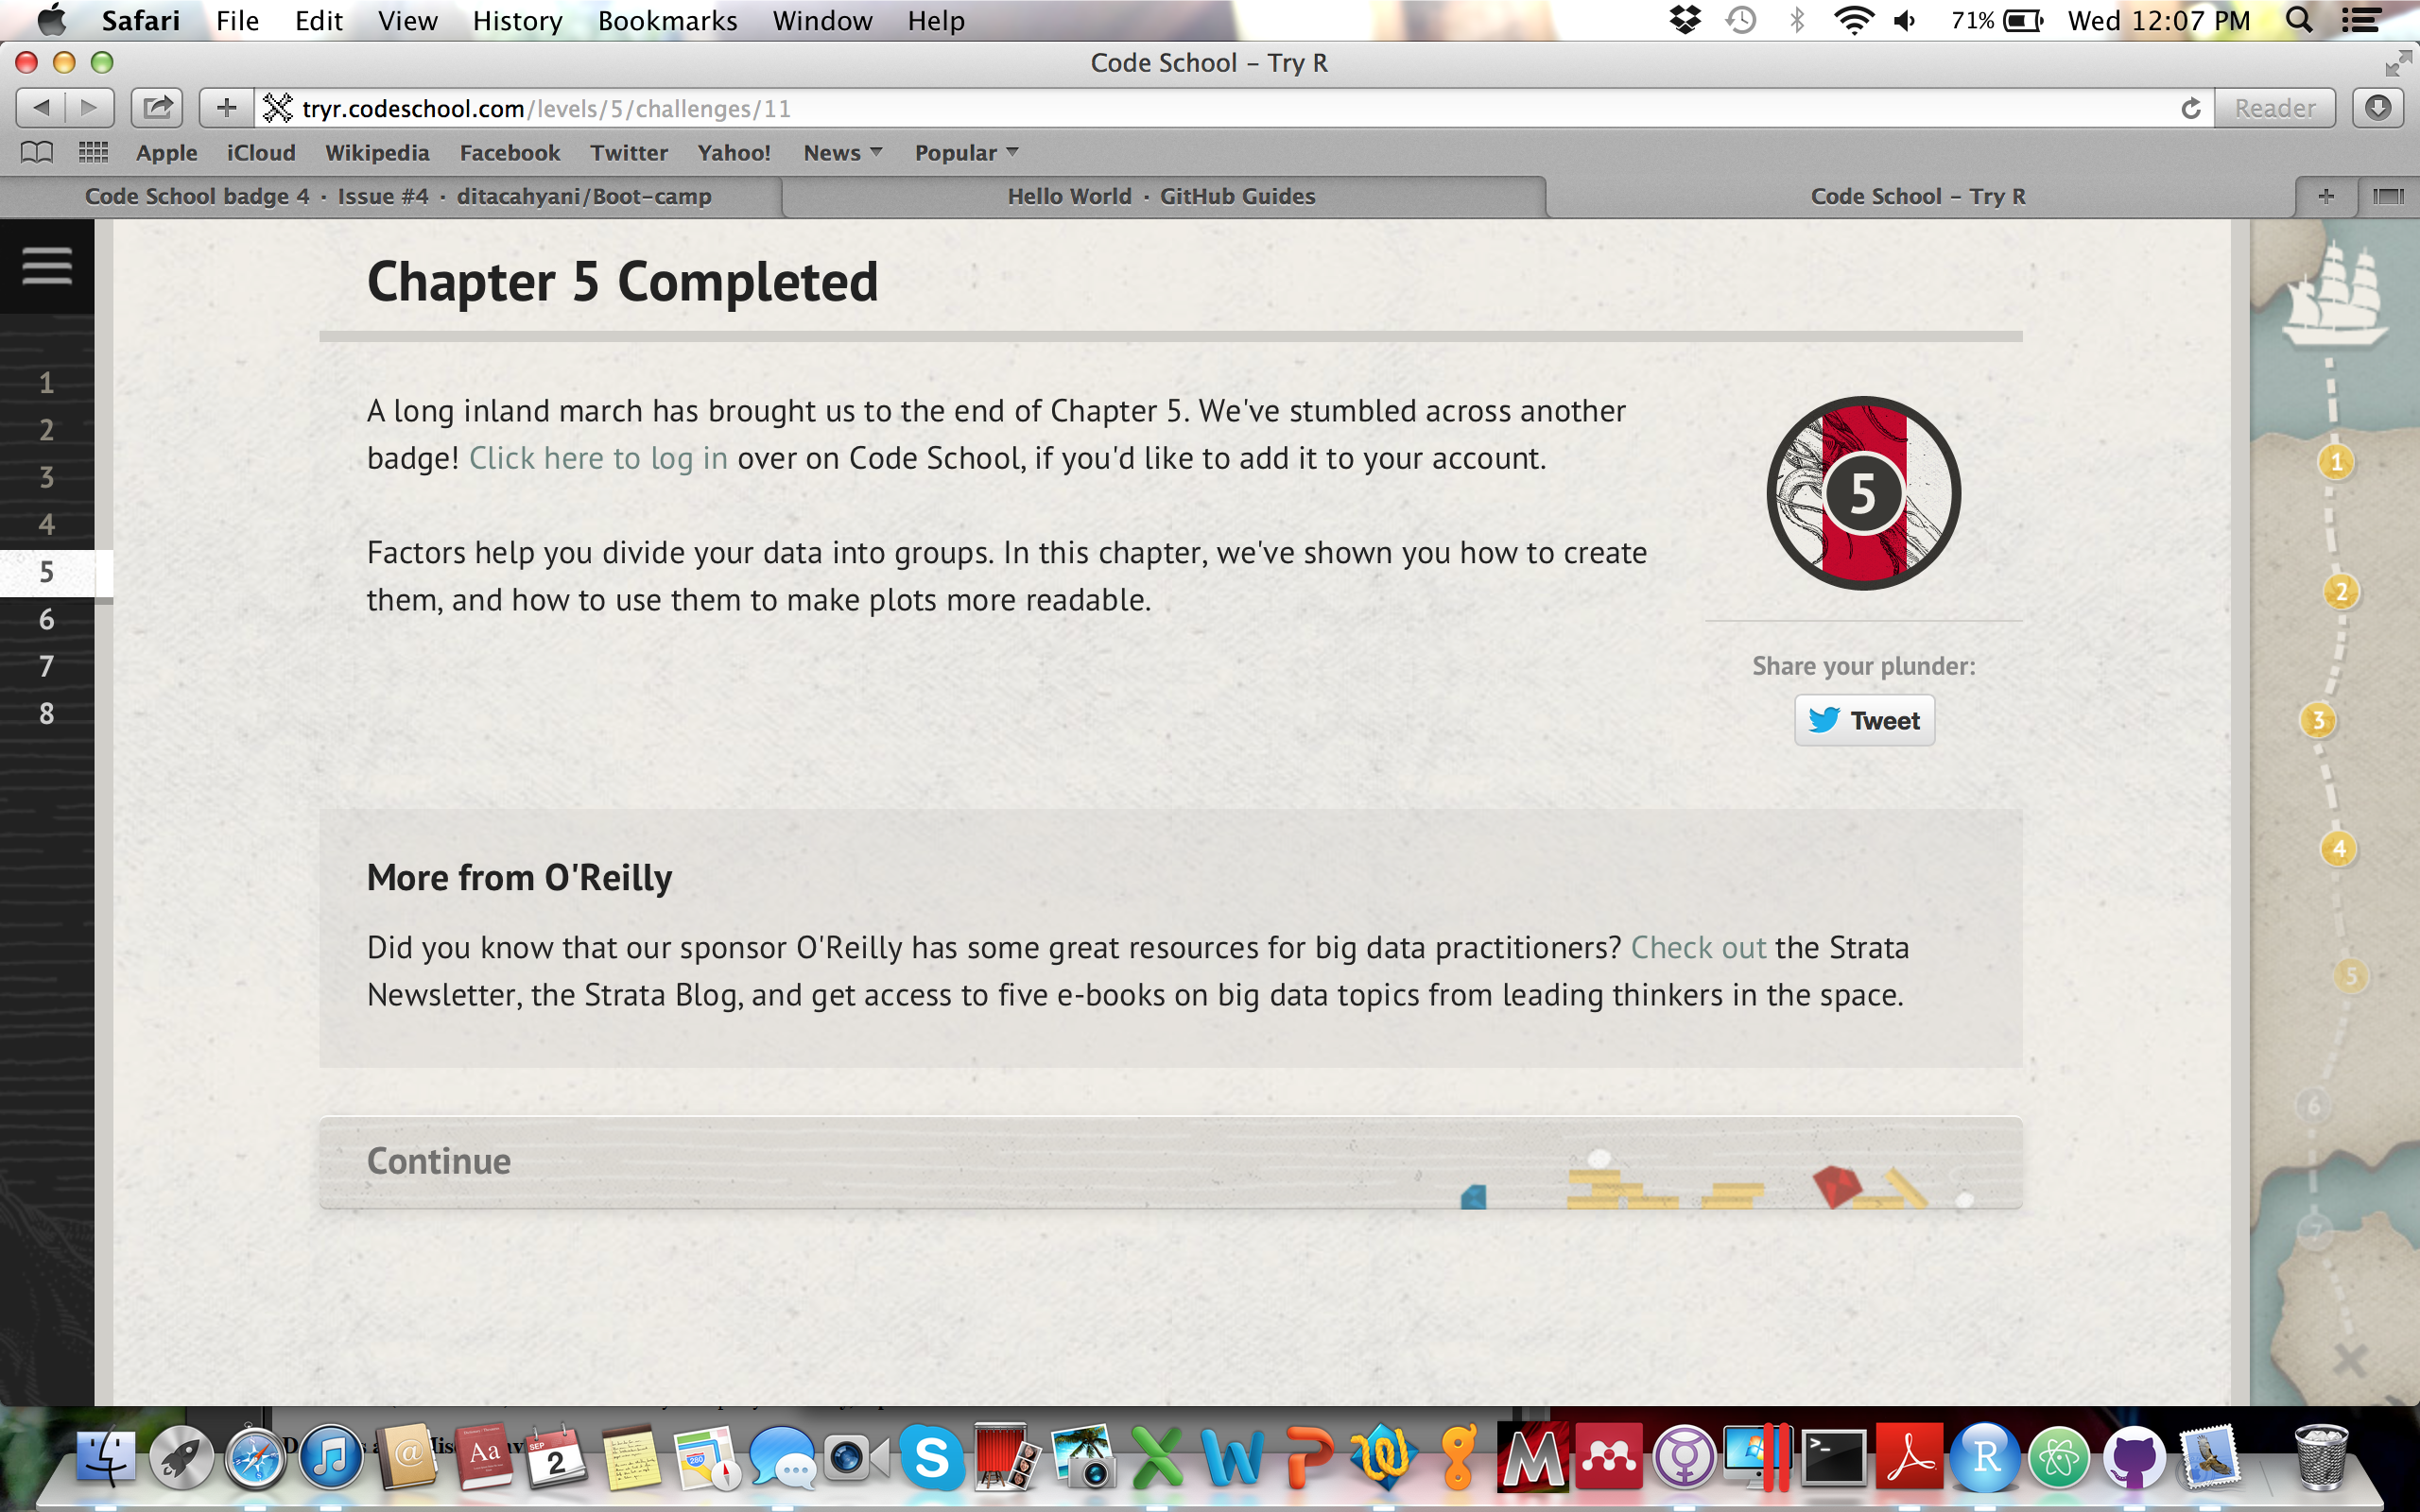 Safari File Edit View History Bookmarks Window Help 71% Wed 12:07 PM
Code School – Try R
tryr.codeschool.com/levels/5/challenges/11 Reader
Apple iCloud Wikipedia Facebook Twitter Yahoo! News Popular
Code School badge 4 · Issue #4 · ditacahyani/Boot-camp Hello World · GitHub Guides Code School – Try R
Chapter 5 Completed
A long inland march has brought us to the end of Chapter 5. We've stumbled across another
badge! Click here to log in over on Code School, if you'd like to add it to your account.
Factors help you divide your data into groups. In this chapter, we've shown you how to create
them, and how to use them to make plots more readable.
5
Share your plunder:
Tweet
More from O'Reilly
Did you know that our sponsor O'Reilly has some great resources for big data practitioners? Check out the Strata
Newsletter, the Strata Blog, and get access to five e-books on big data topics from leading thinkers in the space.
Continue
1
2
3
4
5
6
7
8
1
2
3
4
5
6
7
SEP
2
Aa
R